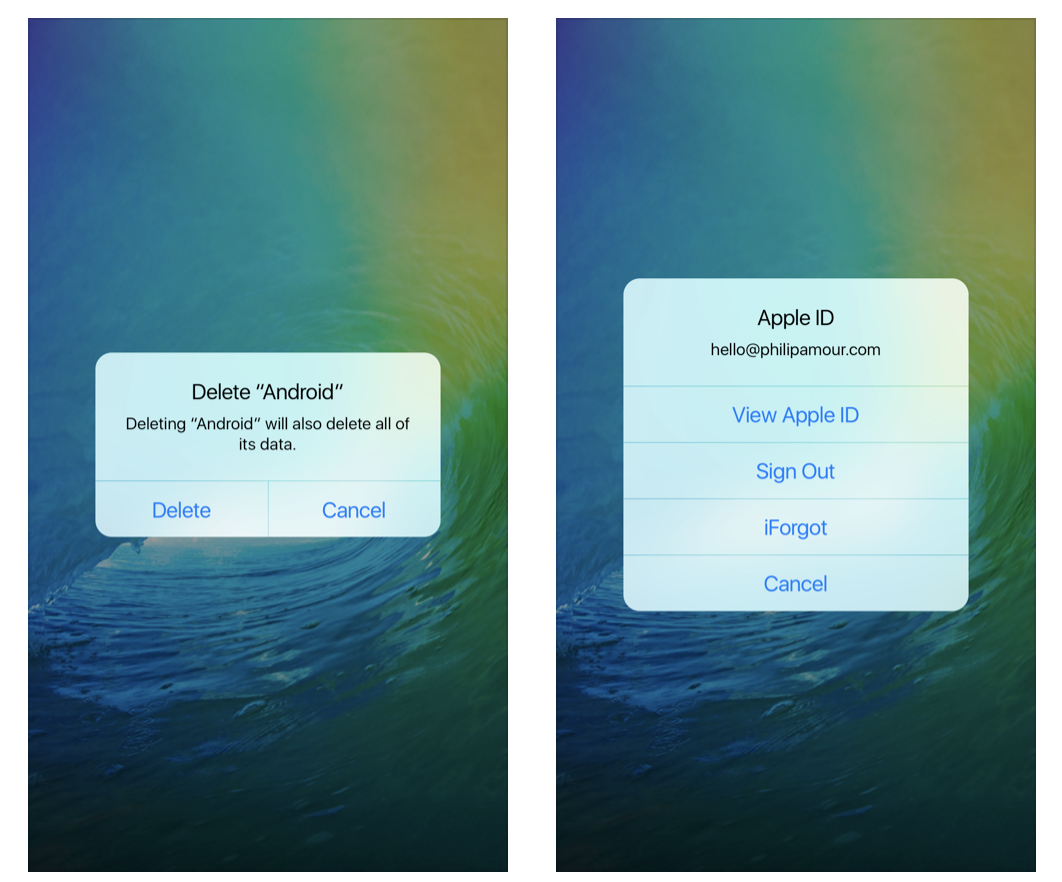 Delete “Android”
Deleting “Android” will also delete all of
its data.
Delete
Cancel
Apple ID
hello@philipamour.com
View Apple ID
Sign Out
iForgot
Cancel